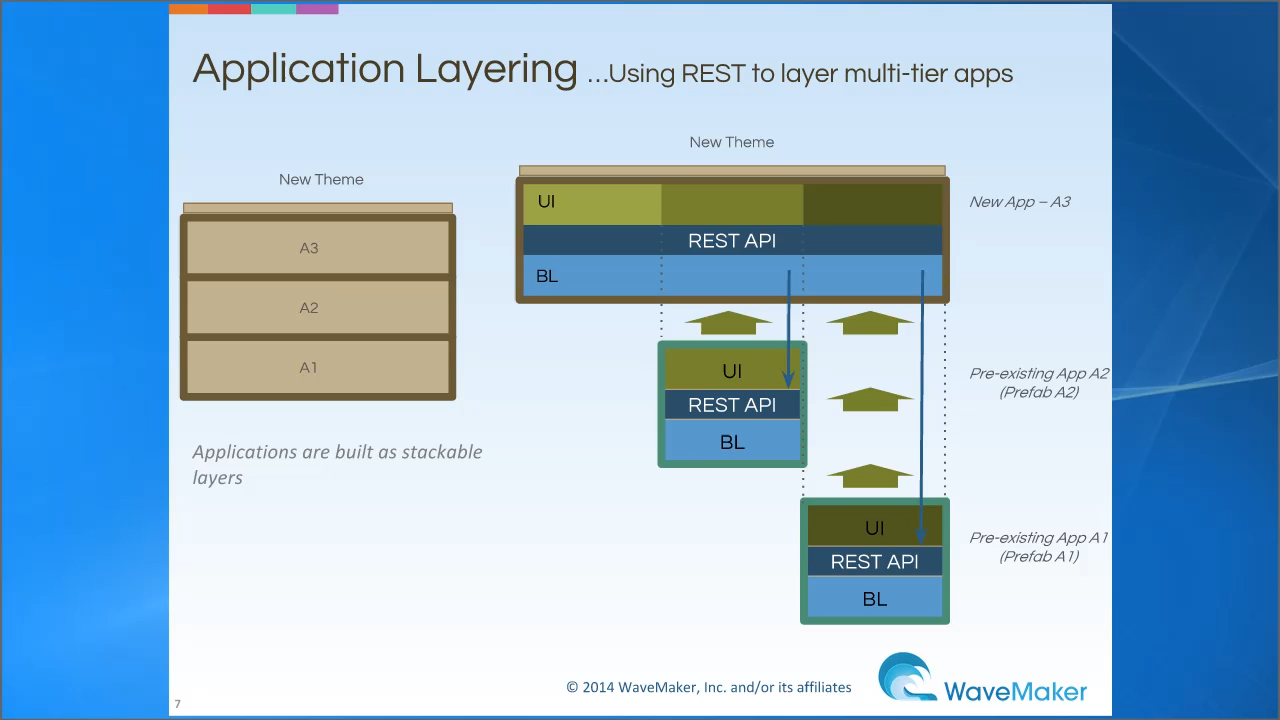 Application Layering ...Using REST to layer multi-tier apps
New Theme
A3
A2
A1
Applications are built as stackable
layers
New Theme
UI
REST API
BL
New App – A3
UI
REST API
BL
Pre-existing App A2
(Prefab A2)
UI
REST API
BL
Pre-existing App A1
(Prefab A1)
© 2014 WaveMaker, Inc. and/or its affiliates
WaveMaker
7